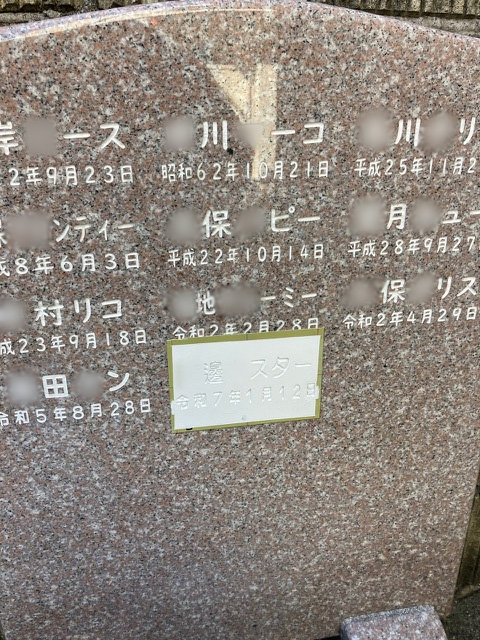 岸 ース
2年9月23日
川 ーコ
昭和62年10月21日
川 リ
平成25年11月2
ンティー
成8年6月3日
保 ピー
平成22年10月14日
月 ュー
平成28年9月27
村リコ
成23年9月18日
地 ーミー
令和2年2月28日
保 リス
令和2年4月29日
田 ン
令和5年8月28日
邊 スター
令和7年1月12日